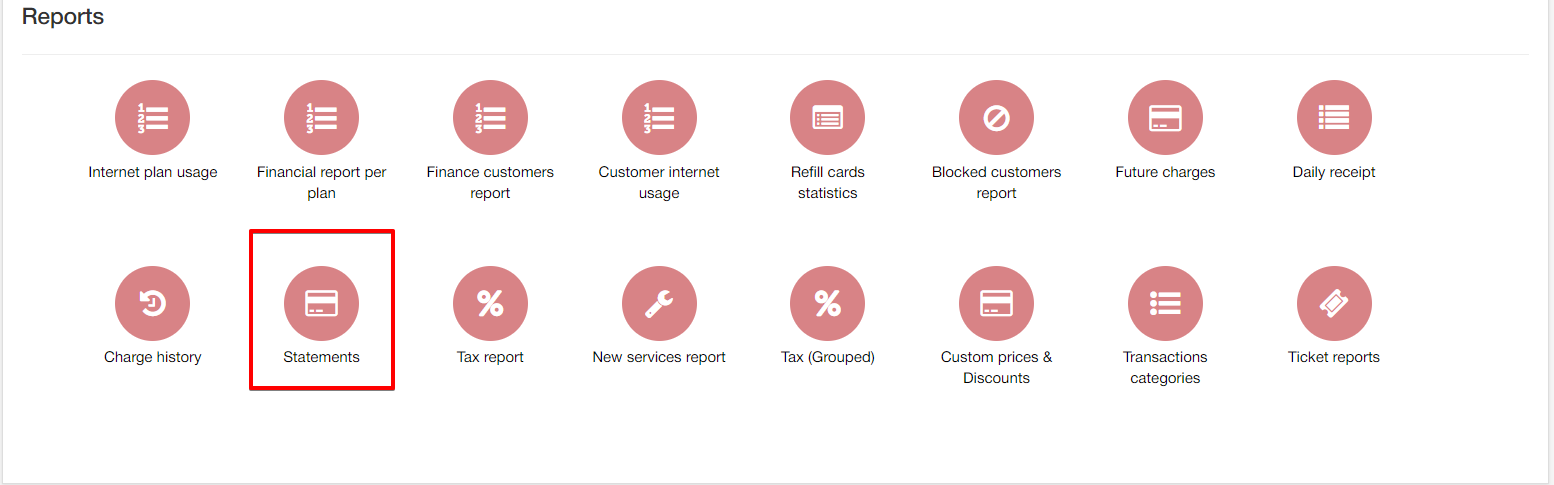 Reports
Internet plan usage
Financial report per
plan
Finance customers
report
Customer internet
usage
Refill cards
statistics
Blocked customers
report
Future charges
Daily receipt
Charge history
Statements
Tax report
New services report
Tax (Grouped)
Custom prices &
Discounts
Transactions
categories
Ticket reports